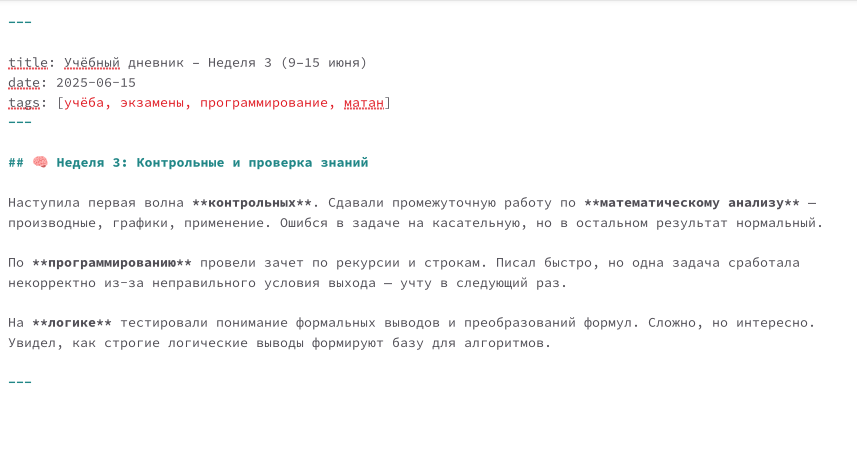 ---
title: Учёбный дневник – Неделя 3 (9–15 июня)
date: 2025-06-15
tags: [учёба, экзамены, программирование, матан]
---
## 🧠 Неделя 3: Контрольные и проверка знаний
Наступила первая волна **контрольных**. Сдавали промежуточную работу по **математическому анализу** —
производные, графики, применение. Ошибся в задаче на касательную, но в остальном результат нормальный.
По **программированию** провели зачет по рекурсии и строкам. Писал быстро, но одна задача сработала
некорректно из-за неправильного условия выхода — учту в следующий раз.
На **логике** тестировали понимание формальных выводов и преобразований формул. Сложно, но интересно.
Увидел, как строгие логические выводы формируют базу для алгоритмов.
---